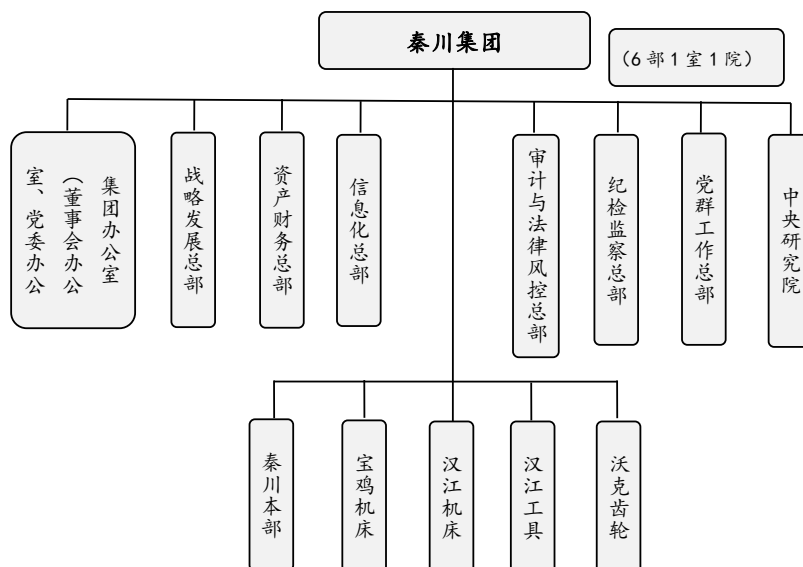 秦川集团
（6部1室1院）
集团办公室
（董事会办公
室、党委办公
战略发展总部
资产财务总部
信息化总部
审计与法律风控总部
纪检监察总部
党群工作总部
中央研究院
秦川本部
宝鸡机床
汉江机床
汉江工具
沃克齿轮